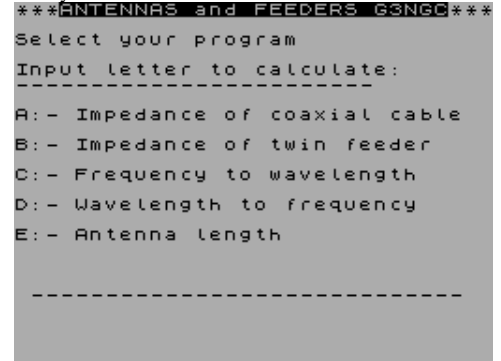 ***ANTENNAS and FEEDERS G3NGC***
Select your program
Input letter to calculate:
-------------------------
A:- Impedance of coaxial cable
B:- Impedance of twin feeder
C:- Frequency to wavelength
D:- Wavelength to frequency
E:- Antenna length
------------------------------